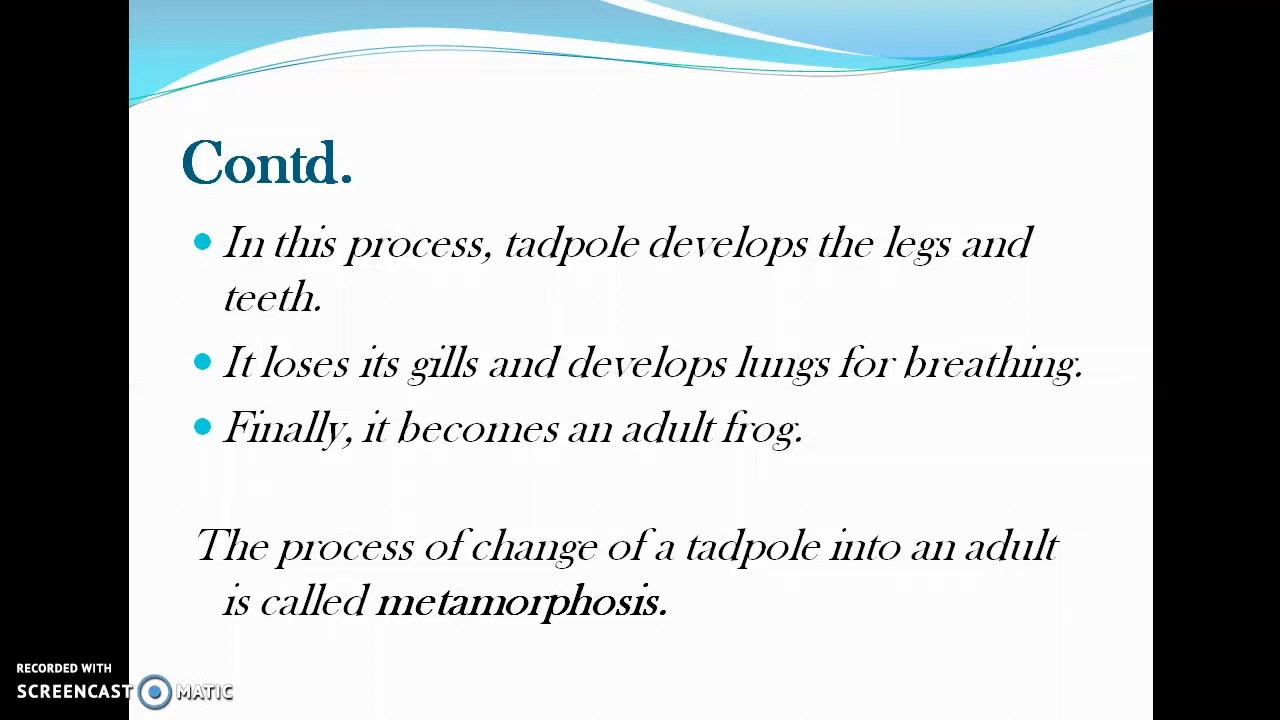 Contd.
In this process, tadpole develops the legs and
teeth.
It loses its gills and develops lungs for breathing.
Finally, it becomes an adult frog.
The process of change of a tadpole into an adult
is called metamorphosis.
RECORDED WITH
SCREENCAST MATIC